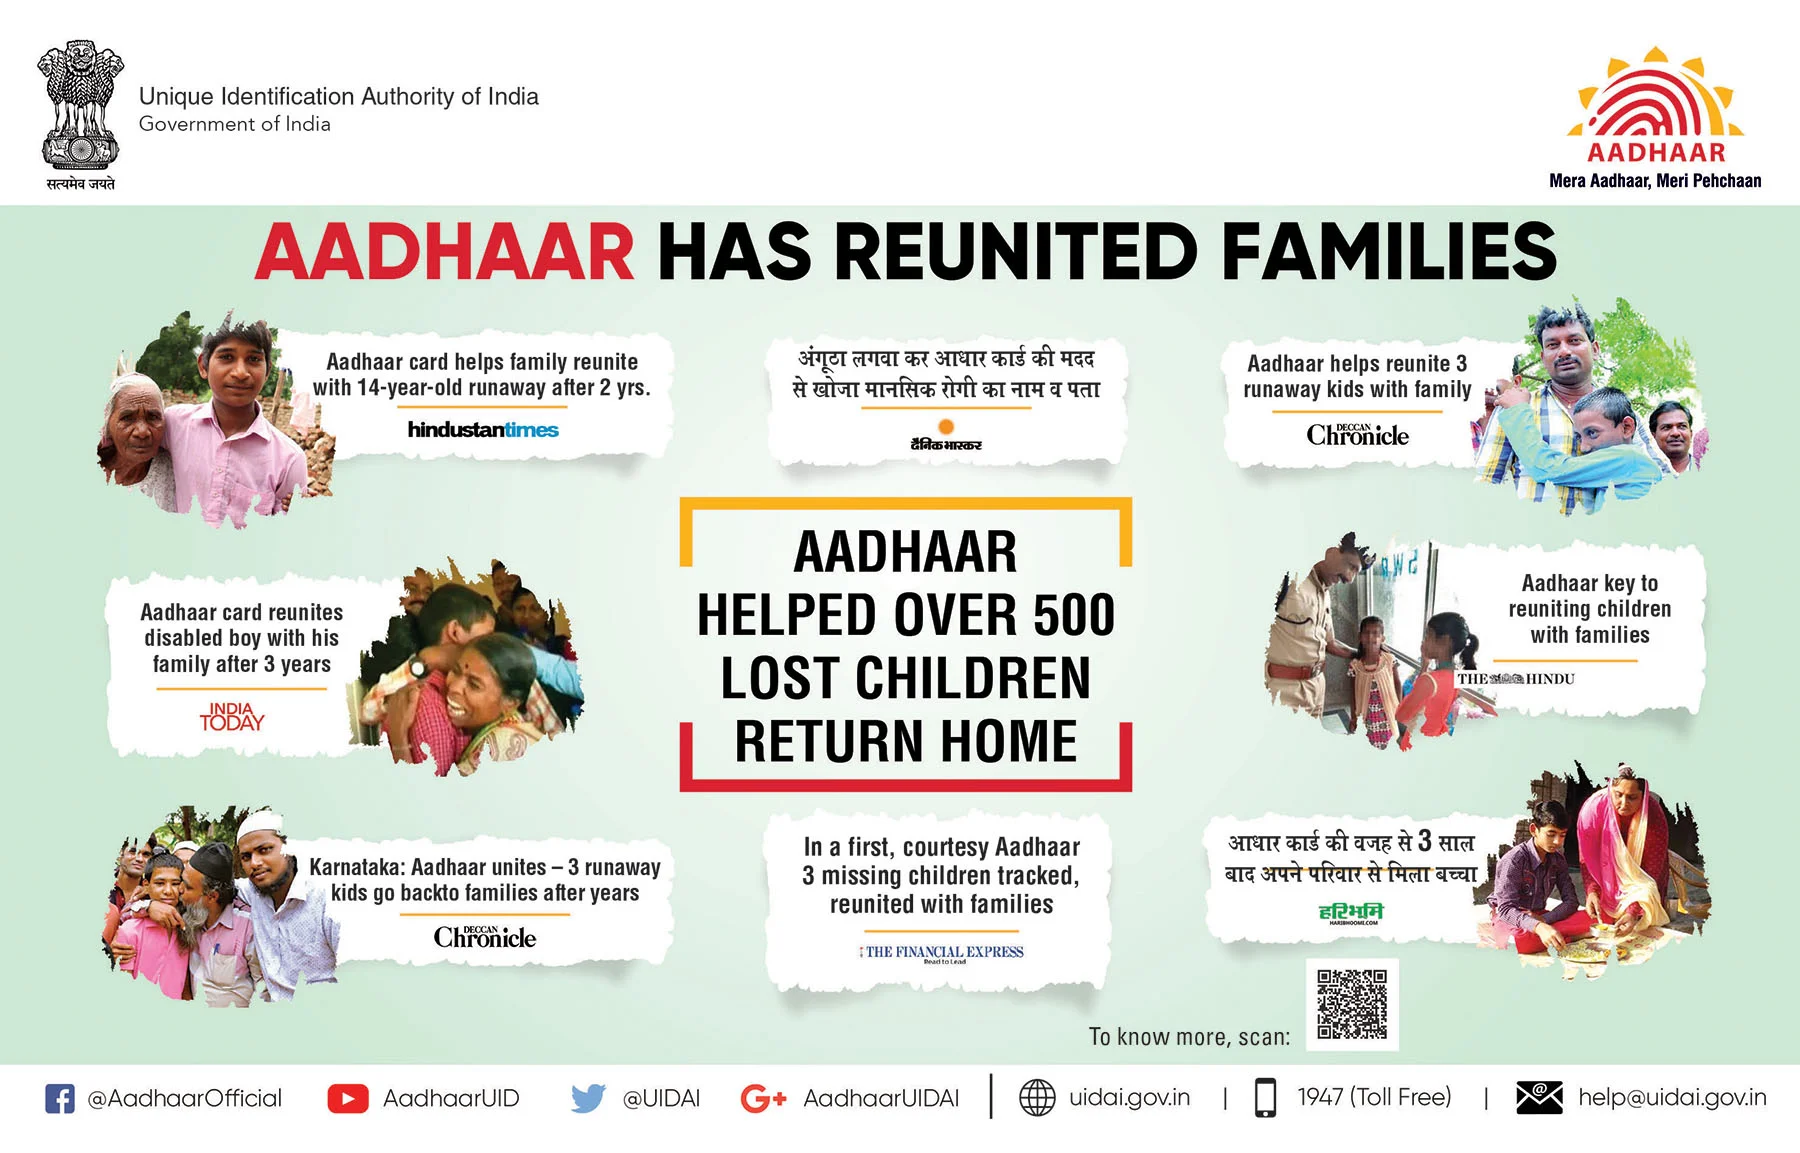 Unique Identification Authority of India
Government of India
सत्यमेव जयते
AADHAAR
Mera Aadhaar, Meri Pehchaan
AADHAAR HAS REUNITED FAMILIES
Aadhaar card helps family reunite
with 14-year-old runaway after 2 yrs.
hindustantimes
अंगूठा लगवा कर आधार कार्ड की मदद
से खोजा मानसिक रोगी का नाम व पता
दैनिक भास्कर
Aadhaar helps reunite 3
runaway kids with family
DECCAN
Chronicle
Aadhaar card reunites
disabled boy with his
family after 3 years
INDIA
TODAY
AADHAAR
HELPED OVER 500
LOST CHILDREN
RETURN HOME
Aadhaar key to
reuniting children
with families
THE HINDU
Karnataka: Aadhaar unites – 3 runaway
kids go backto families after years
DECCAN
Chronicle
In a first, courtesy Aadhaar
3 missing children tracked,
reunited with families
THE FINANCIAL EXPRESS
Read to Lead
आधार कार्ड की वजह से 3 साल
बाद अपने परिवार से मिला बच्चा
हरिभूमि
HARIBHOOMI.COM
To know more, scan:
@AadhaarOfficial
AadhaarUID
@UIDAI
AadhaarUIDAI
uidai.gov.in
1947 (Toll Free)
help@uidai.gov.in